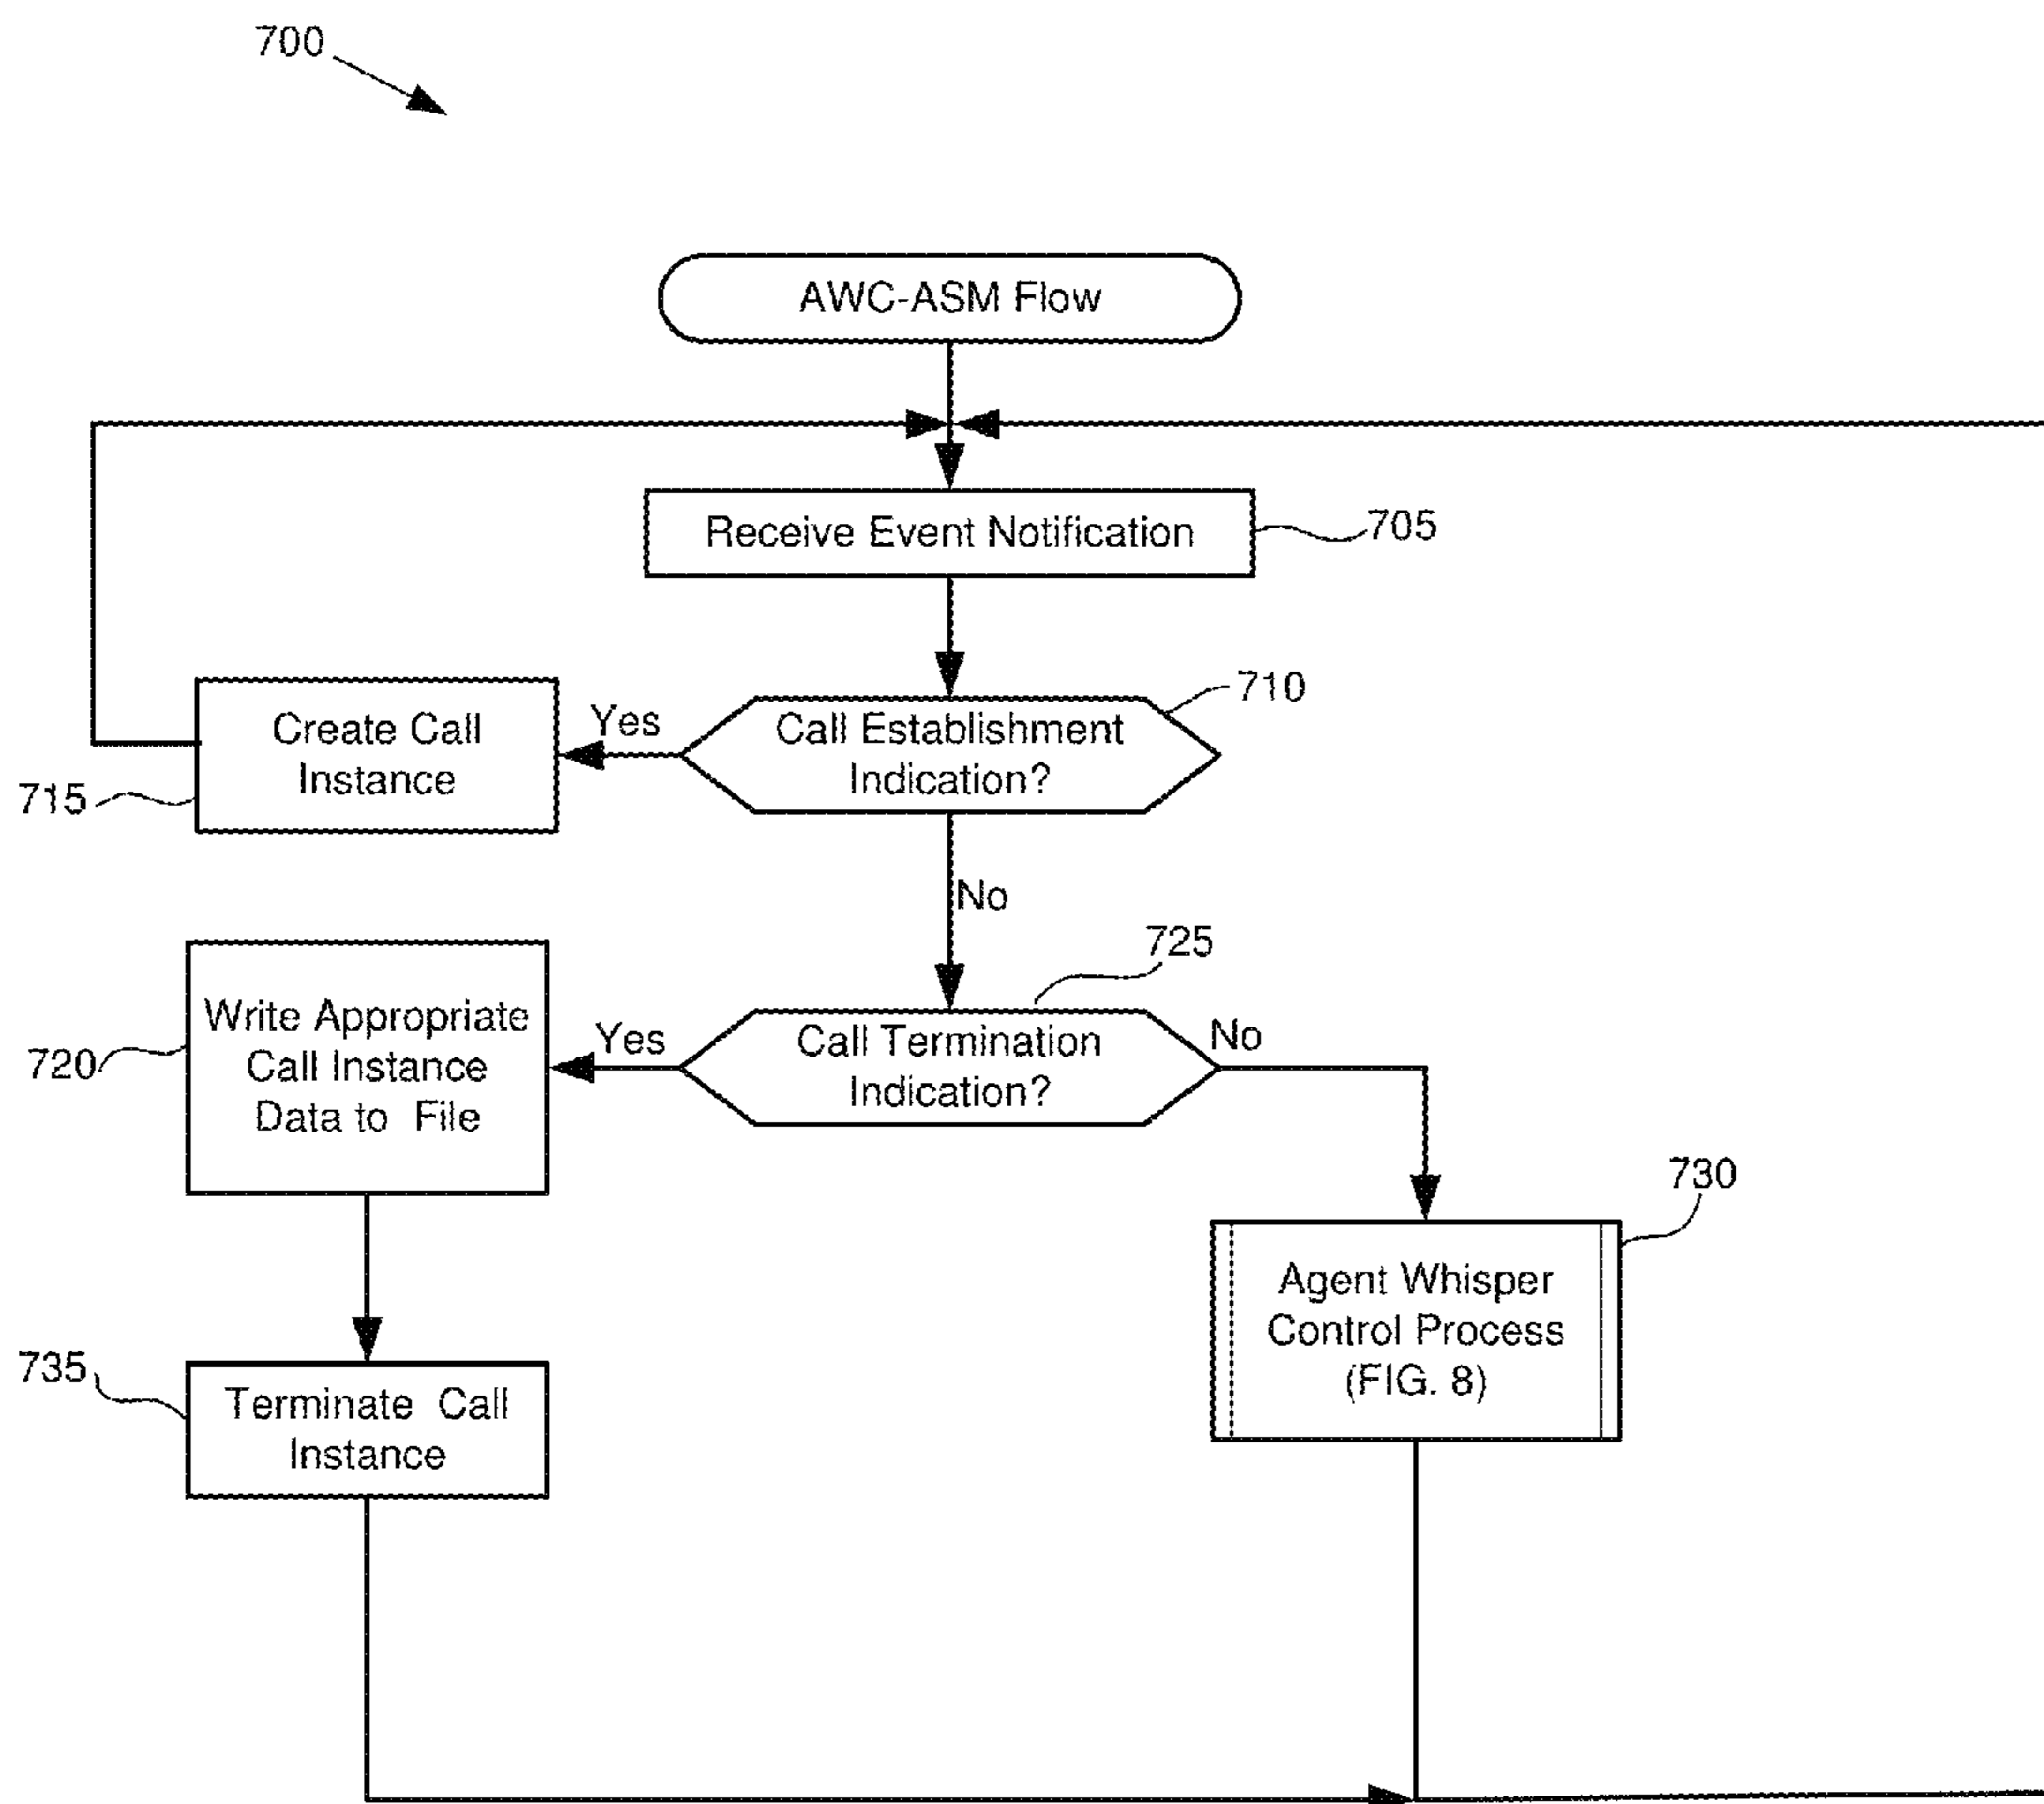 700
AWC-ASM Flow
Receive Event Notification
705
710
Call Establishment
Indication?
Yes
Create Call
Instance
715
No
725
Call Termination
Indication?
Yes
No
Write Appropriate
Call Instance
Data to File
720
730
Agent Whisper
Control Process
(FIG. 8)
735
Terminate Call
Instance